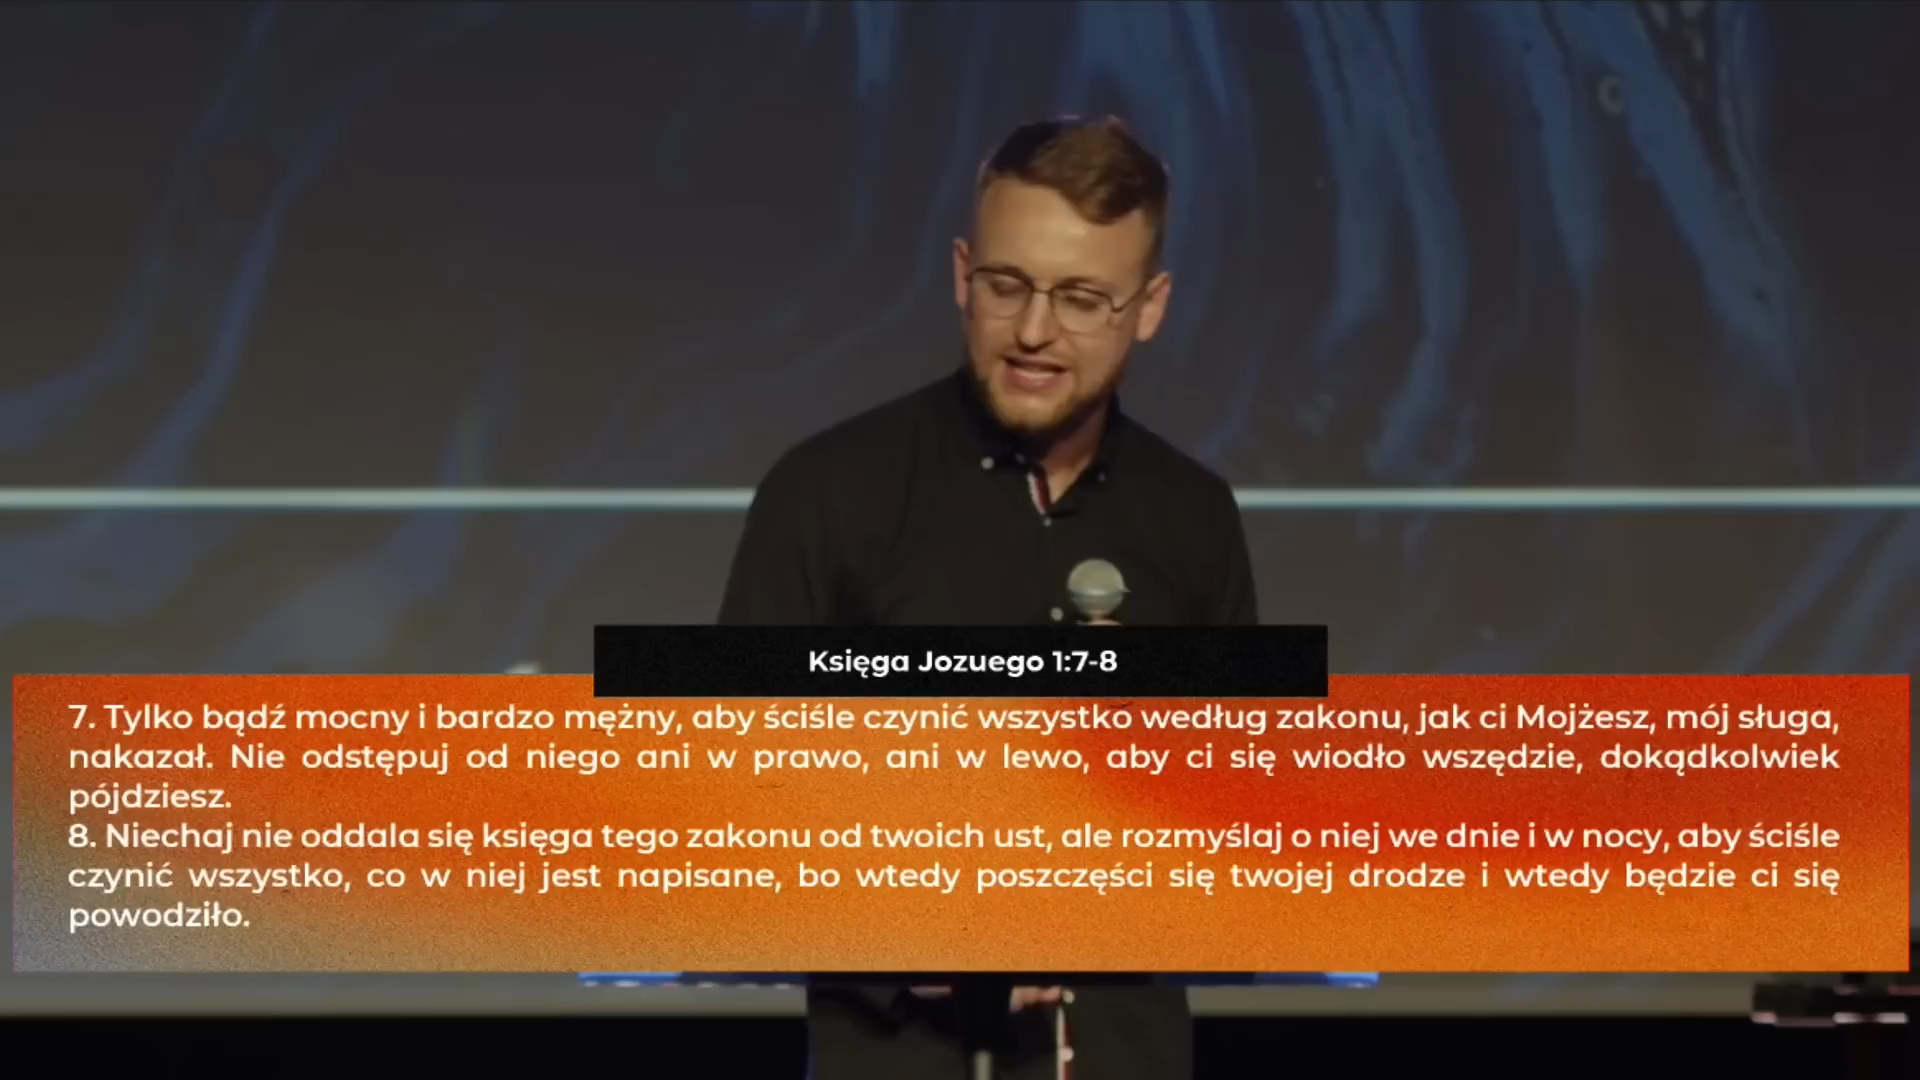 Księga Jozuego 1:7-8
7. Tylko bądź mocny i bardzo mężny, aby ściśle czynić wszystko według zakonu, jak ci Mojżesz, mój sługa,
nakazał. Nie odstępuj od niego ani w prawo, ani w lewo, aby ci się wiodło wszędzie, dokądkolwiek
pójdziesz.
8. Niechaj nie oddala się księga tego zakonu od twoich ust, ale rozmyślaj o niej we dnie i w nocy, aby ściśle
czynić wszystko, co w niej jest napisane, bo wtedy poszczęści się twojej drodze i wtedy będzie ci się
powodziło.